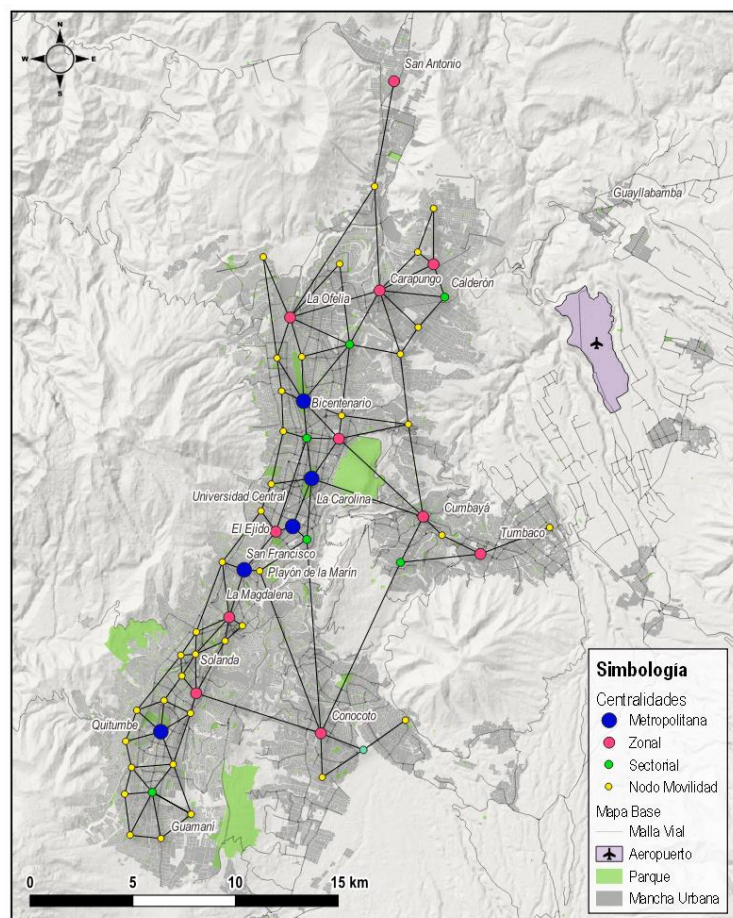 N
W
E
S
San Antonio
Guayllabamba
Carapungo
Calderón
La Ofelia
Bicentenario
Universidad Central
La Carolina
Cumbayá
El Ejido
Tumbaco
San Francisco
Playón de la Marín
La Magdalena
Solanda
Quitumbe
Conocoto
Guamaní
0 5 10 15 km
Simbología
Centralidades
Metropolitana
Zonal
Sectorial
Nodo Movilidad
Mapa Base
Malla Vial
Aeropuerto
Parque
Mancha Urbana